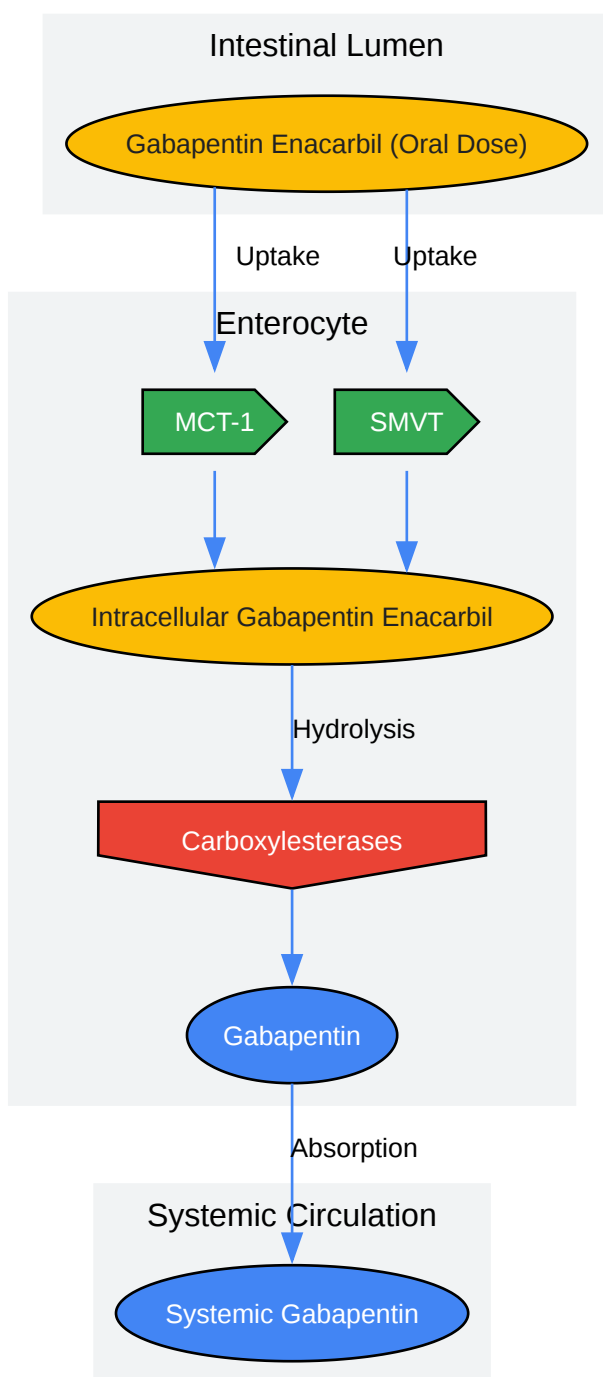 Intestinal Lumen
Gabapentin Enacarbil (Oral Dose)
Uptake
Uptake
Enterocyte
MCT-1
SMVT
Intracellular Gabapentin Enacarbil
Hydrolysis
Carboxylesterases
Gabapentin
Absorption
Systemic Circulation
Systemic Gabapentin